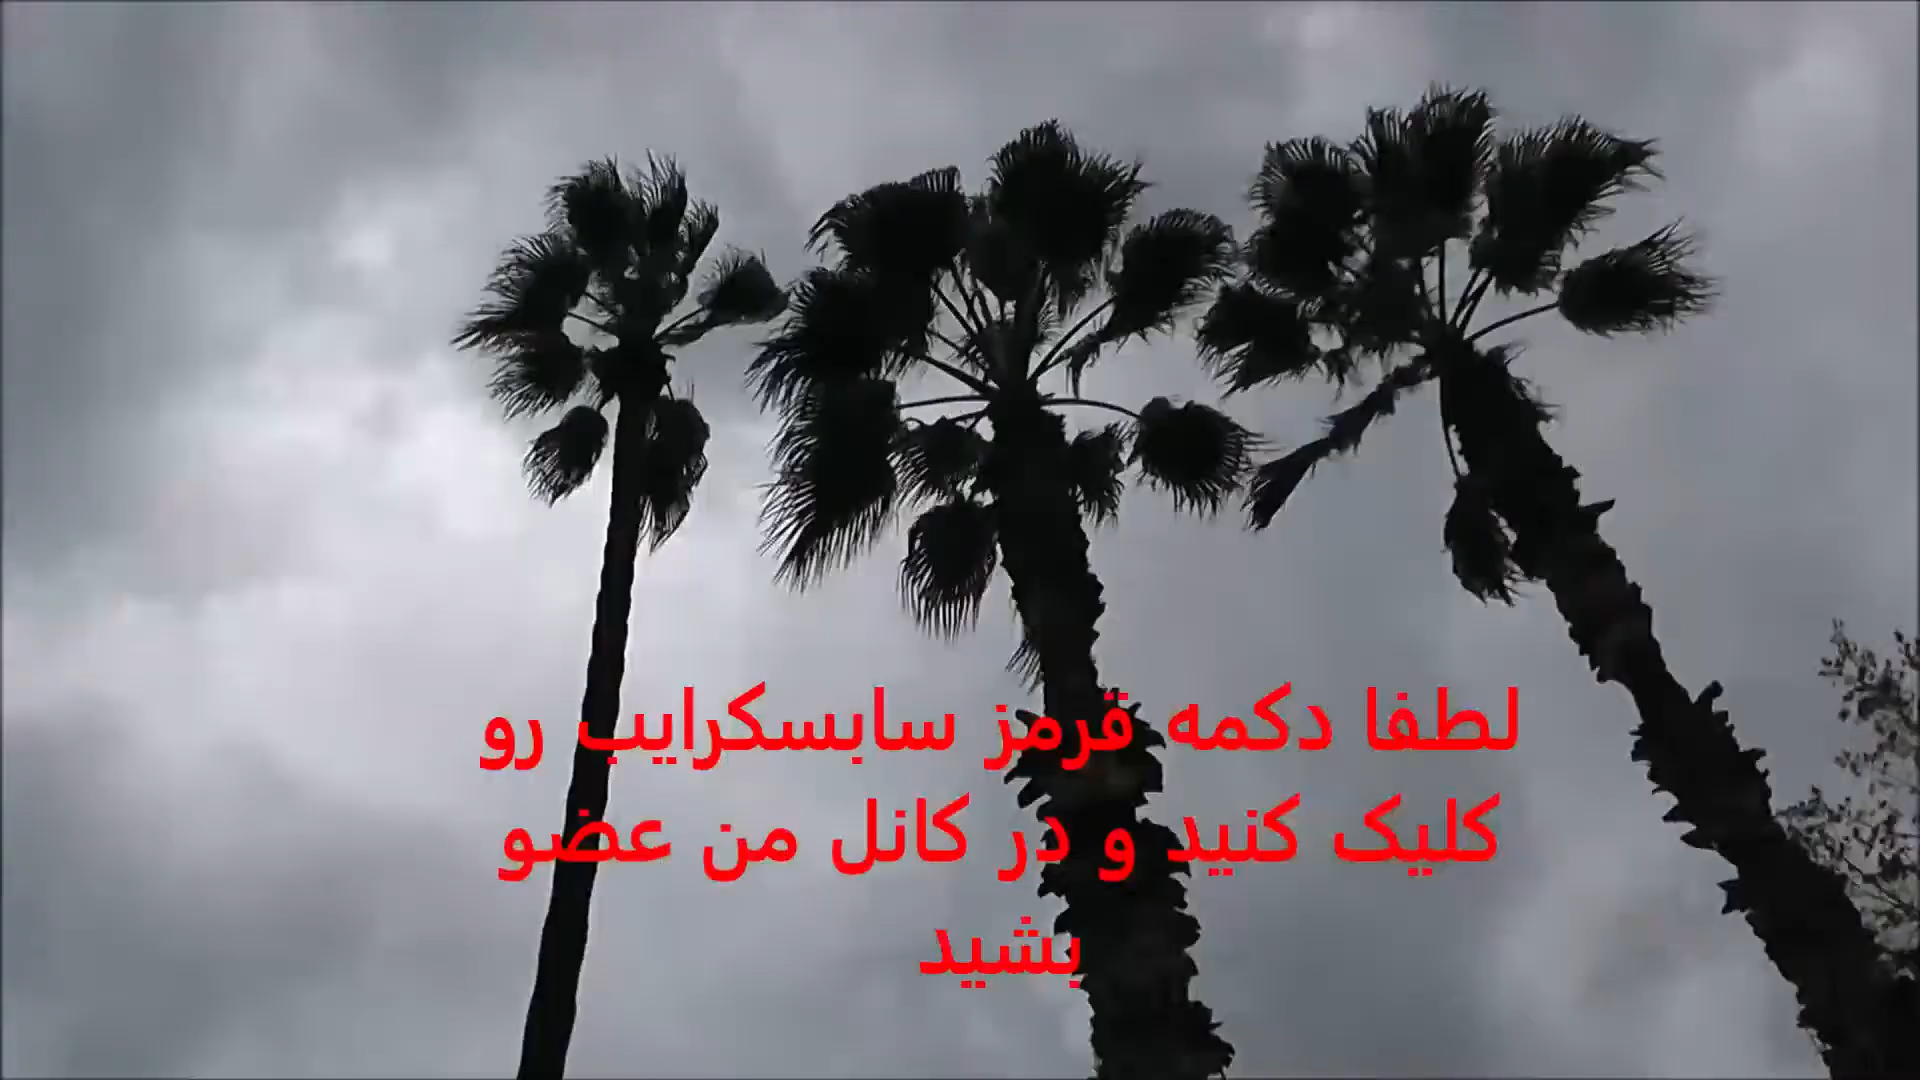 لطفا دکمه قرمز سابسکرایب رو
کلیک کنید و در کانل من عضو
بشید